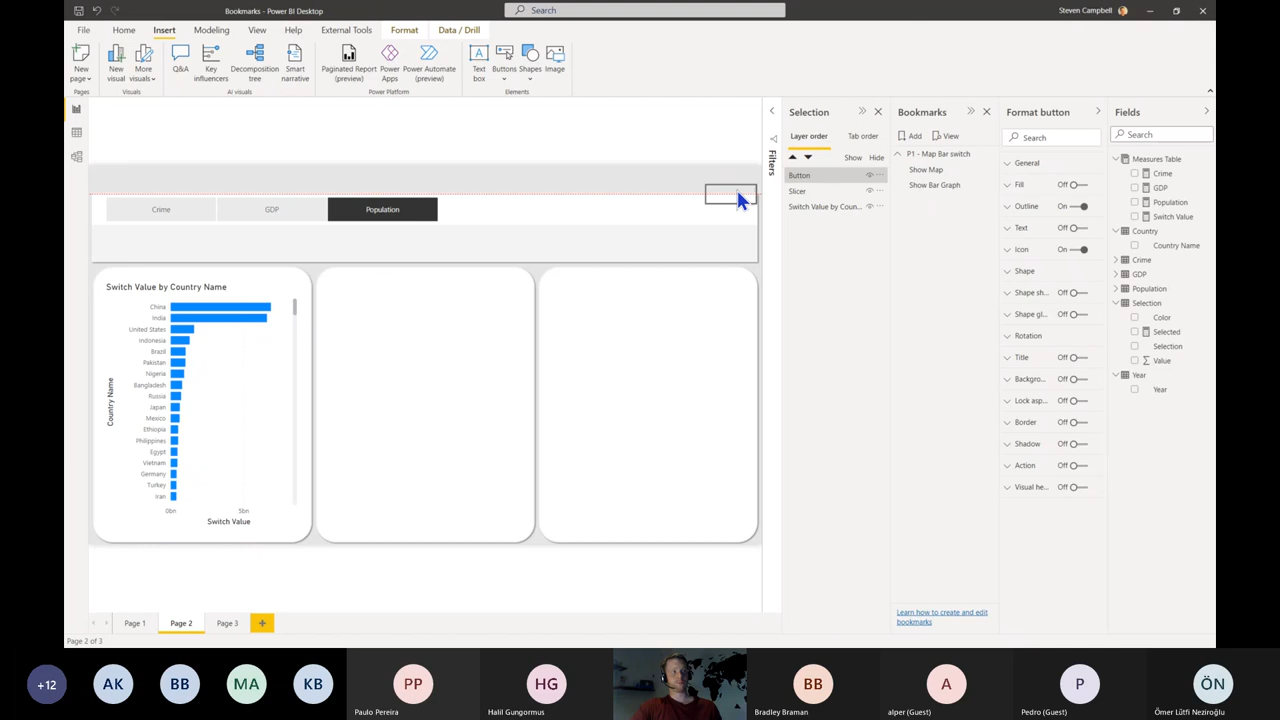 Bookmarks - Power BI Desktop
Search
Steven Campbell
File
Home
Insert
Modeling
View
Help
External Tools
Format
Data / Drill
New page
New visual
More visuals
Q&A
Key influencers
Decomposition tree
Smart narrative
Paginated Report (preview)
Power Apps
Power Automate (preview)
Text box
Buttons
Shapes
Image
Pages
Visuals
AI visuals
Power Platform
Elements
Crime
GDP
Population
Switch Value by Country Name
China
India
United States
Indonesia
Brazil
Pakistan
Nigeria
Bangladesh
Russia
Japan
Mexico
Ethiopia
Philippines
Egypt
Vietnam
Germany
Turkey
Iran
Country Name
0bn
5bn
Switch Value
Filters
Selection
Layer order
Tab order
Show
Hide
Button
Slicer
Switch Value by Coun...
Bookmarks
Add
View
P1 - Map Bar switch
Show Map
Show Bar Graph
Learn how to create and edit
bookmarks
Format button
Search
General
Fill
Off
Outline
On
Text
Off
Icon
On
Shape
Shape sh...
Off
Shape gl...
Off
Rotation
Title
Off
Backgro...
Off
Lock asp...
Off
Border
Off
Shadow
Off
Action
Off
Visual he...
Off
Fields
Search
Measures Table
Crime
GDP
Population
Switch Value
Country
Country Name
Crime
GDP
Population
Selection
Color
Selected
Selection
Value
Year
Year
Page 1
Page 2
Page 3
Page 2 of 3
+12
AK
BB
MA
KB
PP
Paulo Pereira
HG
Halil Gungormus
BB
Bradley Braman
A
alper (Guest)
P
Pedro (Guest)
ÖN
Ömer Lütfi Neziroğlu